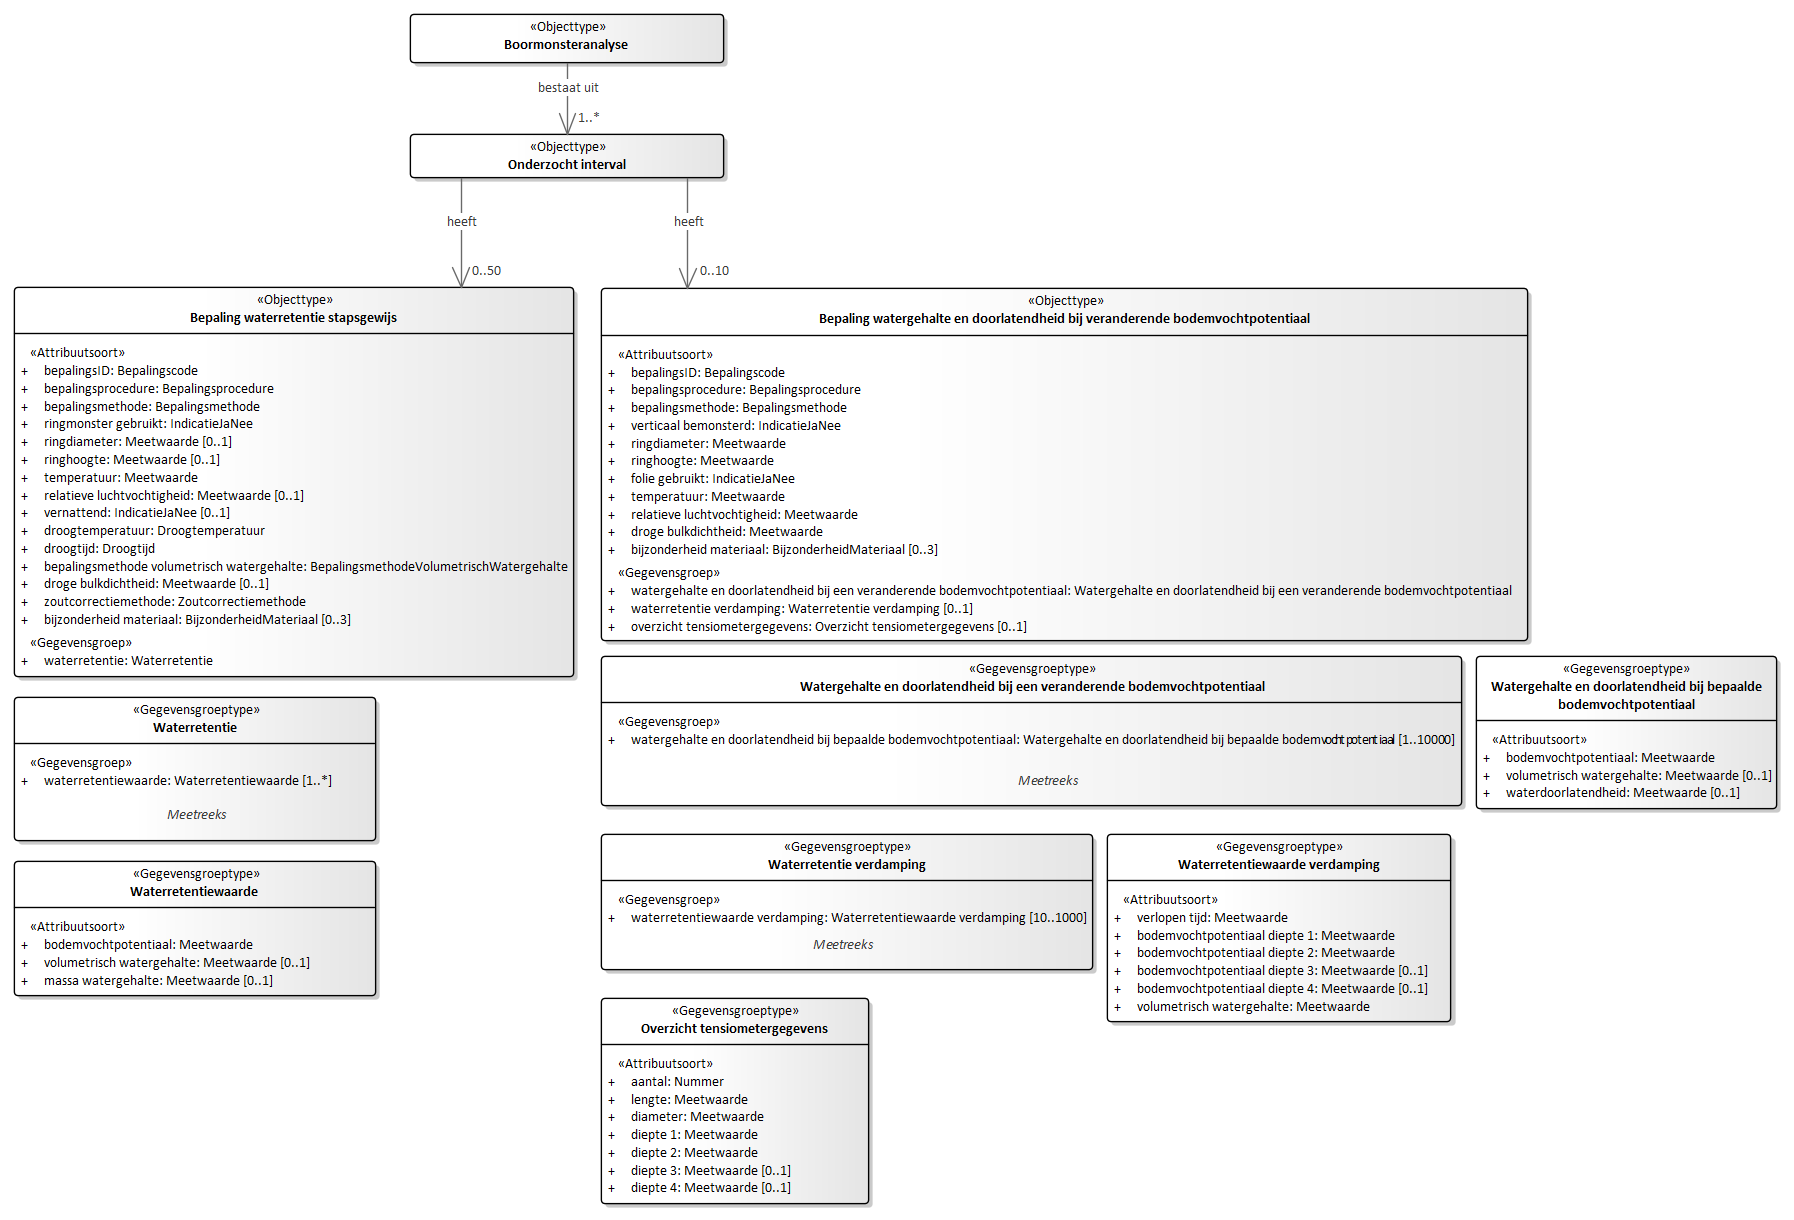 «Objecttype»
Boormonsteranalyse
bestaat uit
1..*
«Objecttype»
Onderzocht interval
heeft
heeft
0..50
0..10
«Objecttype»
Bepaling waterretentie stapsgewijs
«Attribuutsoort»
+ bepalingsID: Bepalingscode
+ bepalingsprocedure: Bepalingsprocedure
+ bepalingsmethode: Bepalingsmethode
+ ringmonster gebruikt: IndicatieJaNee
+ ringdiameter: Meetwaarde [0..1]
+ ringhoogte: Meetwaarde [0..1]
+ temperatuur: Meetwaarde
+ relatieve luchtvochtigheid: Meetwaarde [0..1]
+ vernattend: IndicatieJaNee [0..1]
+ droogtemperatuur: Droogtemperatuur
+ droogtijd: Droogtijd
+ bepalingsmethode volumetrisch watergehalte: BepalingsmethodeVolumetrischWatergehalte
+ droge bulkdichtheid: Meetwaarde [0..1]
+ zoutcorrectiemethode: Zoutcorrectiemethode
+ bijzonderheid materiaal: BijzonderheidMateriaal [0..3]
«Gegevensgroep»
+ waterretentie: Waterretentie
«Objecttype»
Bepaling watergehalte en doorlatendheid bij veranderende bodemvochtpotentiaal
«Attribuutsoort»
+ bepalingsID: Bepalingscode
+ bepalingsprocedure: Bepalingsprocedure
+ bepalingsmethode: Bepalingsmethode
+ verticaal bemonsterd: IndicatieJaNee
+ ringdiameter: Meetwaarde
+ ringhoogte: Meetwaarde
+ folie gebruikt: IndicatieJaNee
+ temperatuur: Meetwaarde
+ relatieve luchtvochtigheid: Meetwaarde
+ droge bulkdichtheid: Meetwaarde
+ bijzonderheid materiaal: BijzonderheidMateriaal [0..3]
«Gegevensgroep»
+ watergehalte en doorlatendheid bij een veranderende bodemvochtpotentiaal: Watergehalte en doorlatendheid bij een veranderende bodemvochtpotentiaal
+ waterretentie verdamping: Waterretentie verdamping [0..1]
+ overzicht tensiometergegevens: Overzicht tensiometergegevens [0..1]
«Gegevensgroeptype»
Waterretentie
«Gegevensgroep»
+ waterretentiewaarde: Waterretentiewaarde [1..*]
Meetreeks
«Gegevensgroeptype»
Waterretentiewaarde
«Attribuutsoort»
+ bodemvochtpotentiaal: Meetwaarde
+ volumetrisch watergehalte: Meetwaarde [0..1]
+ massa watergehalte: Meetwaarde [0..1]
«Gegevensgroeptype»
Watergehalte en doorlatendheid bij een veranderende bodemvochtpotentiaal
«Gegevensgroep»
+ watergehalte en doorlatendheid bij bepaalde bodemvochtpotentiaal: Watergehalte en doorlatendheid bij bepaalde bodemvochtpotentiaal [1..10000]
Meetreeks
«Gegevensgroeptype»
Watergehalte en doorlatendheid bij bepaalde
bodemvochtpotentiaal
«Attribuutsoort»
+ bodemvochtpotentiaal: Meetwaarde
+ volumetrisch watergehalte: Meetwaarde [0..1]
+ waterdoorlatendheid: Meetwaarde [0..1]
«Gegevensgroeptype»
Waterretentie verdamping
«Gegevensgroep»
+ waterretentiewaarde verdamping: Waterretentiewaarde verdamping [10..1000]
Meetreeks
«Gegevensgroeptype»
Waterretentiewaarde verdamping
«Attribuutsoort»
+ verlopen tijd: Meetwaarde
+ bodemvochtpotentiaal diepte 1: Meetwaarde
+ bodemvochtpotentiaal diepte 2: Meetwaarde
+ bodemvochtpotentiaal diepte 3: Meetwaarde [0..1]
+ bodemvochtpotentiaal diepte 4: Meetwaarde [0..1]
+ volumetrisch watergehalte: Meetwaarde
«Gegevensgroeptype»
Overzicht tensiometergegevens
«Attribuutsoort»
+ aantal: Nummer
+ lengte: Meetwaarde
+ diameter: Meetwaarde
+ diepte 1: Meetwaarde
+ diepte 2: Meetwaarde
+ diepte 3: Meetwaarde [0..1]
+ diepte 4: Meetwaarde [0..1]